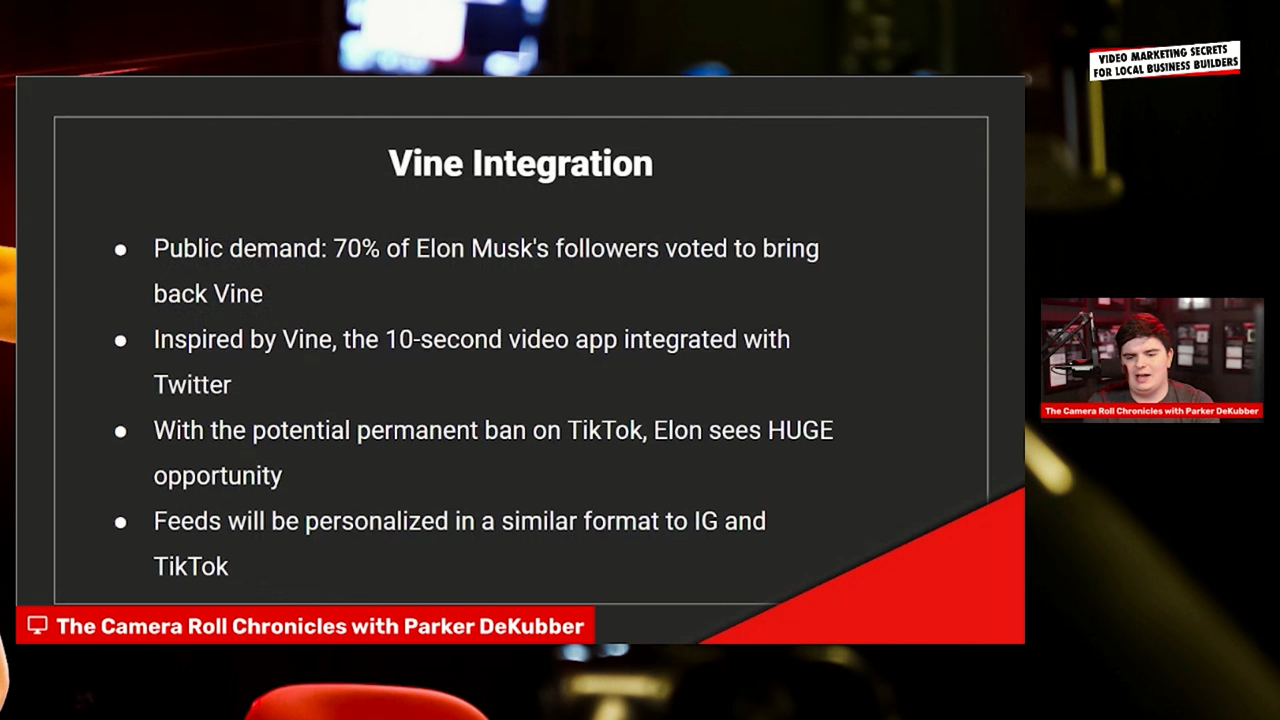 VIDEO MARKETING SECRETS
FOR LOCAL BUSINESS BUILDERS
Vine Integration
● Public demand: 70% of Elon Musk's followers voted to bring
back Vine
● Inspired by Vine, the 10-second video app integrated with
Twitter
● With the potential permanent ban on TikTok, Elon sees HUGE
opportunity
● Feeds will be personalized in a similar format to IG and
TikTok
The Camera Roll Chronicles with Parker DeKubber
The Camera Roll Chronicles with Parker DeKubber